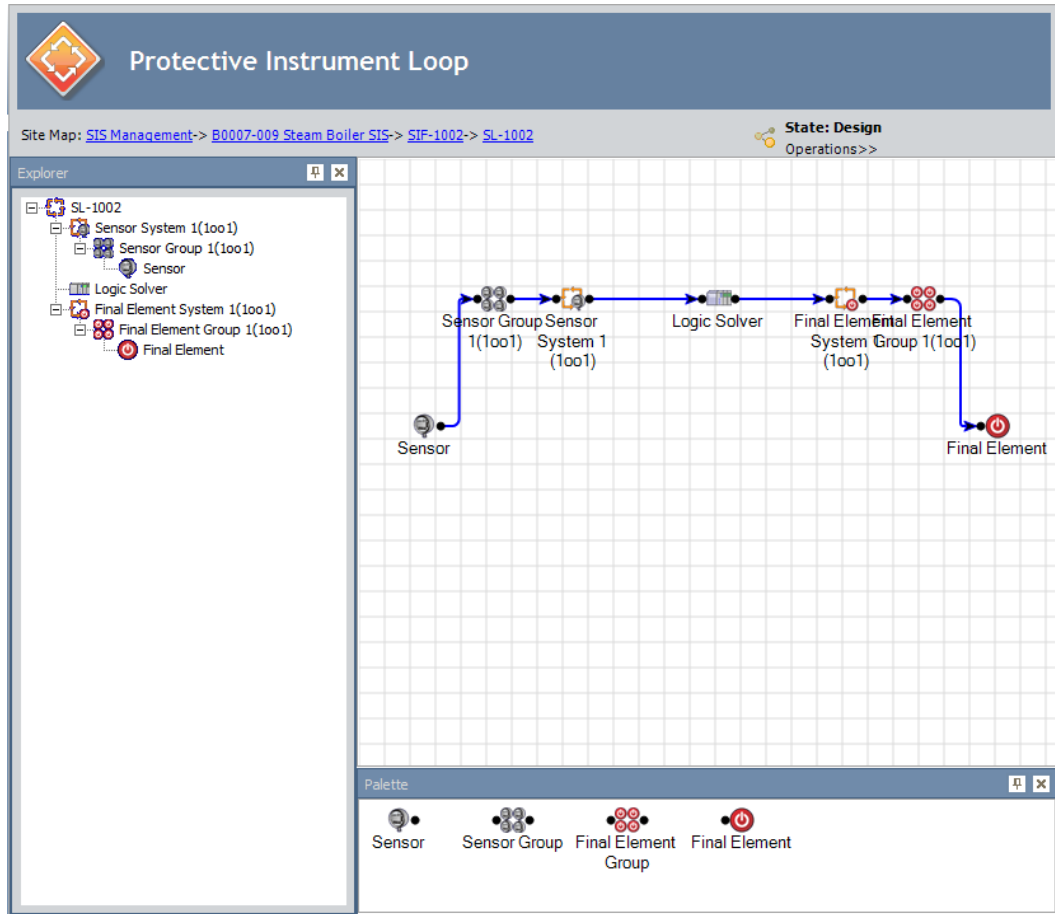 Protective Instrument Loop
Site Map: SIS Management-> B0007-009 Steam Boiler SIS-> SIF-1002-> SL-1002
State: Design
Operations>>
Explorer
SL-1002
Sensor System 1(1oo1)
Sensor Group 1(1oo1)
Sensor
Logic Solver
Final Element System 1(1oo1)
Final Element Group 1(1oo1)
Final Element
Sensor Group
1(1oo1)
Sensor
System 1
(1oo1)
Logic Solver
Final Element
System 1
(1oo1)
Final Element
Group 1(1oo1)
Sensor
Final Element
Palette
Sensor
Sensor Group
Final Element
Group
Final Element